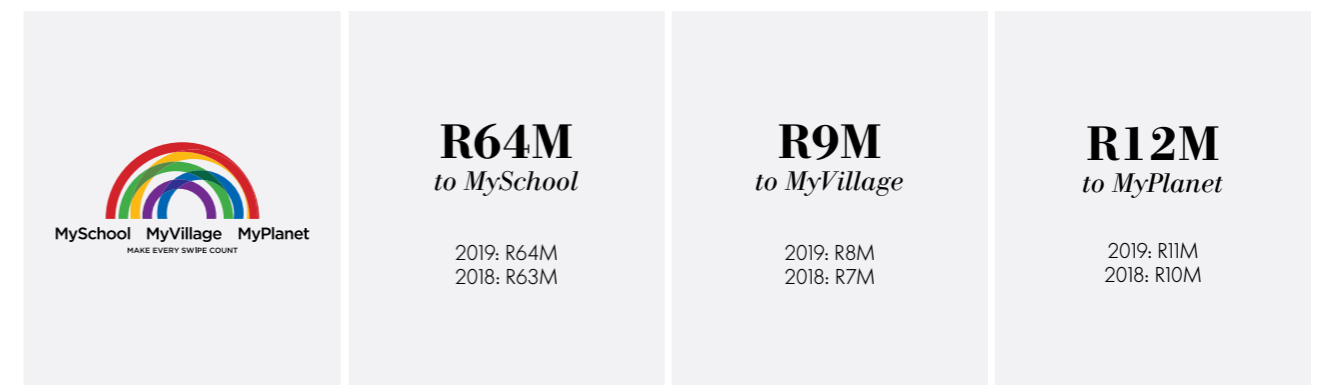 MySchool MyVillage MyPlanet
MAKE EVERY SWIPE COUNT
R64M
to MySchool
2019: R64M
2018: R63M
R9M
to MyVillage
2019: R8M
2018: R7M
R12M
to MyPlanet
2019: R11M
2018: R10M